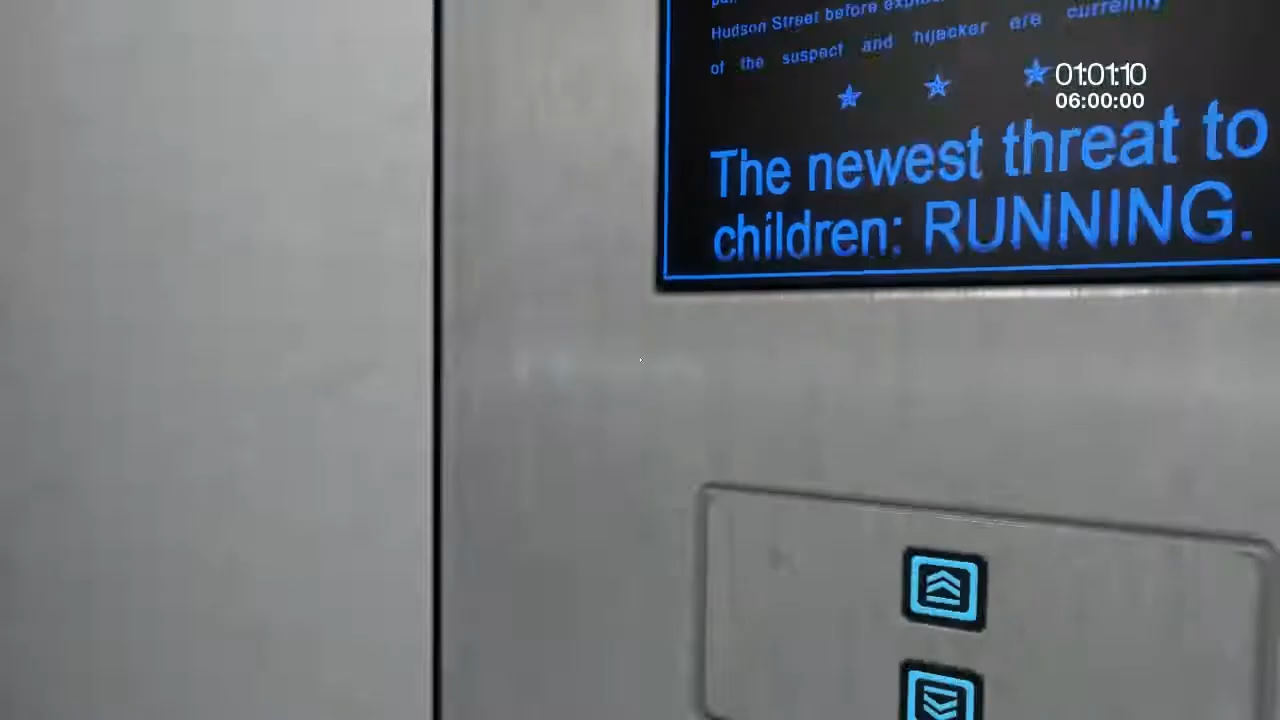 Hudson Street before
of the suspect and hijacker are currently
01:01:10
06:00:00
The newest threat to
children: RUNNING.